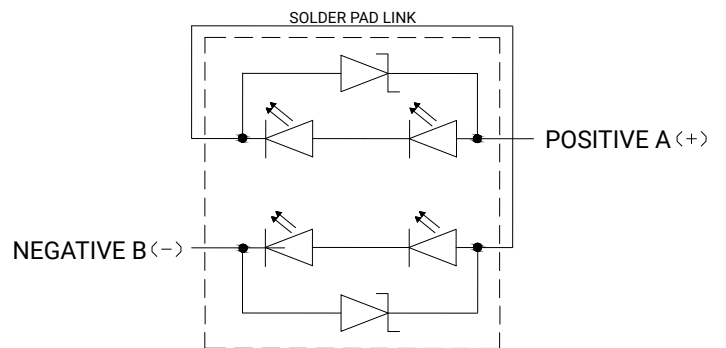 SOLDER PAD LINK
POSITIVE A（+）
NEGATIVE B（−）